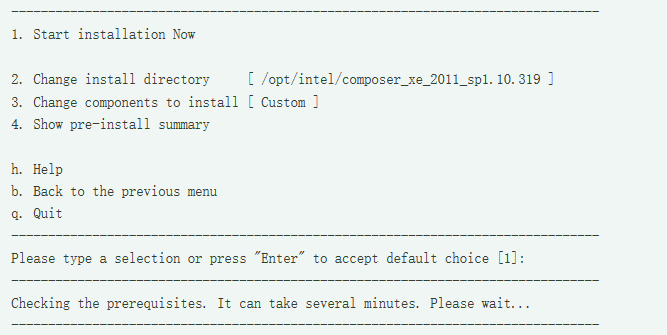 --------------------------------------------------------------------------------
1. Start installation Now
2. Change install directory [ /opt/intel/composer_xe_2011_sp1.10.319 ]
3. Change components to install [ Custom ]
4. Show pre-install summary
h. Help
b. Back to the previous menu
q. Quit
--------------------------------------------------------------------------------
Please type a selection or press "Enter" to accept default choice [1]:
--------------------------------------------------------------------------------
Checking the prerequisites. It can take several minutes. Please wait...
--------------------------------------------------------------------------------